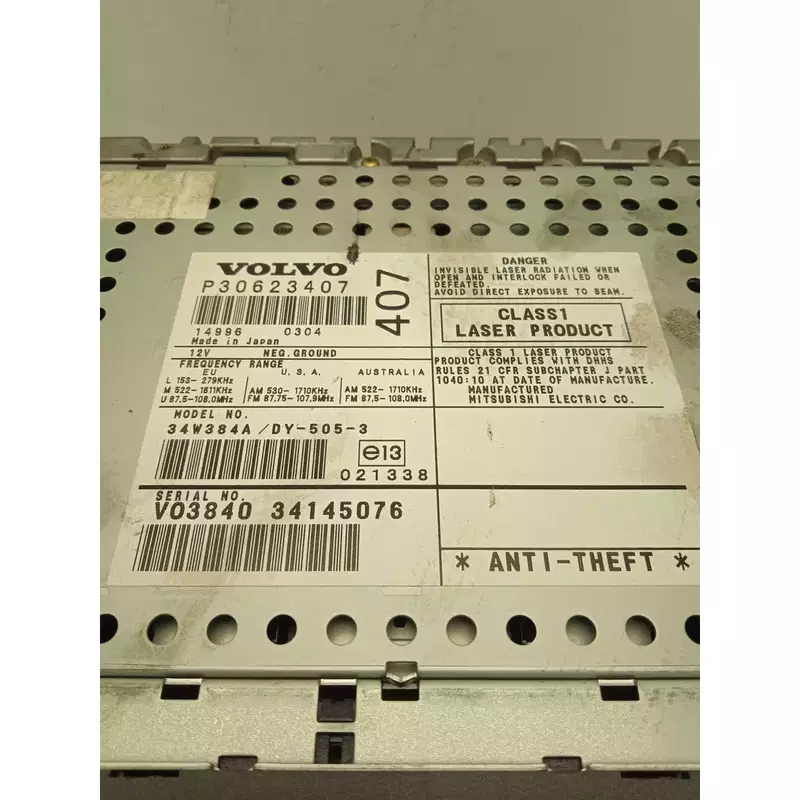 VOLVO
P30623407
407
14996 0304
Made in Japan
12V NEG.GROUND
FREQUENCY RANGE
EU U.S.A. AUSTRALIA
L 153-279KHz
M 522-1611KHz AM 530-1710KHz AM 522-1710KHz
U 87.5-108.0MHz FM 87.75-107.9MHz FM 87.5-108.0MHz
MODEL NO.
34W384A/DY-505-3
e13
021338
SERIAL NO.
VO3840 34145076
DANGER
INVISIBLE LASER RADIATION WHEN
OPEN AND INTERLOCK FAILED OR
DEFEATED.
AVOID DIRECT EXPOSURE TO BEAM.
CLASS1
LASER PRODUCT
CLASS 1 LASER PRODUCT
PRODUCT COMPLIES WITH DHHS
RULES 21 CFR SUBCHAPTER J PART
1040:10 AT DATE OF MANUFACTURE.
MANUFACTURED
MITSUBISHI ELECTRIC CO.
* ANTI-THEFT *